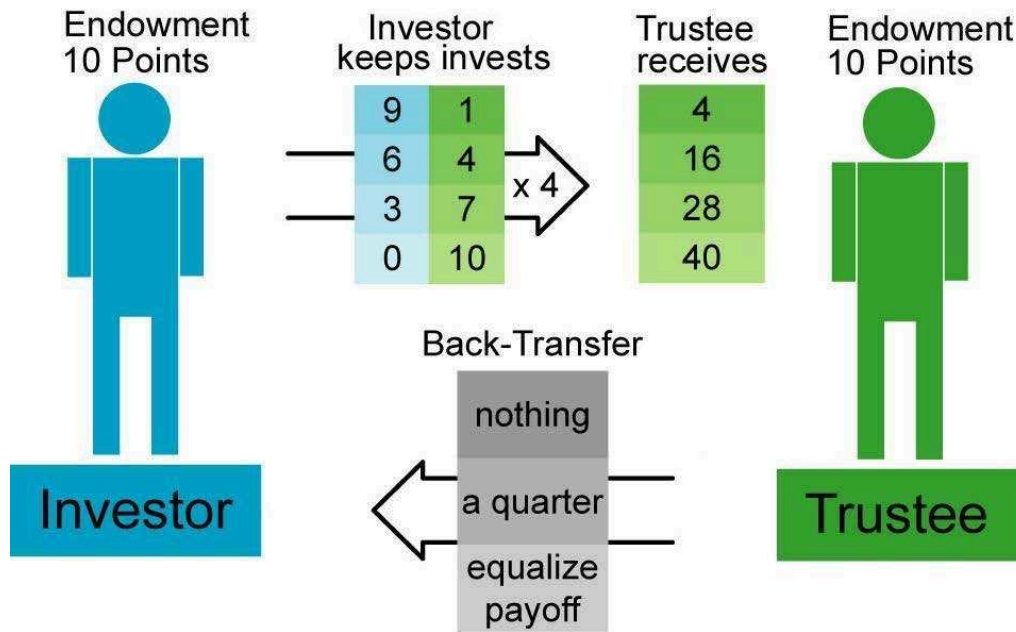 Endowment
10 Points
Investor
keeps invests
Trustee
receives
Endowment
10 Points
9 1
6 4
3 7
0 10
x 4
4
16
28
40
Back-Transfer
nothing
a quarter
equalize
payoff
Investor
Trustee